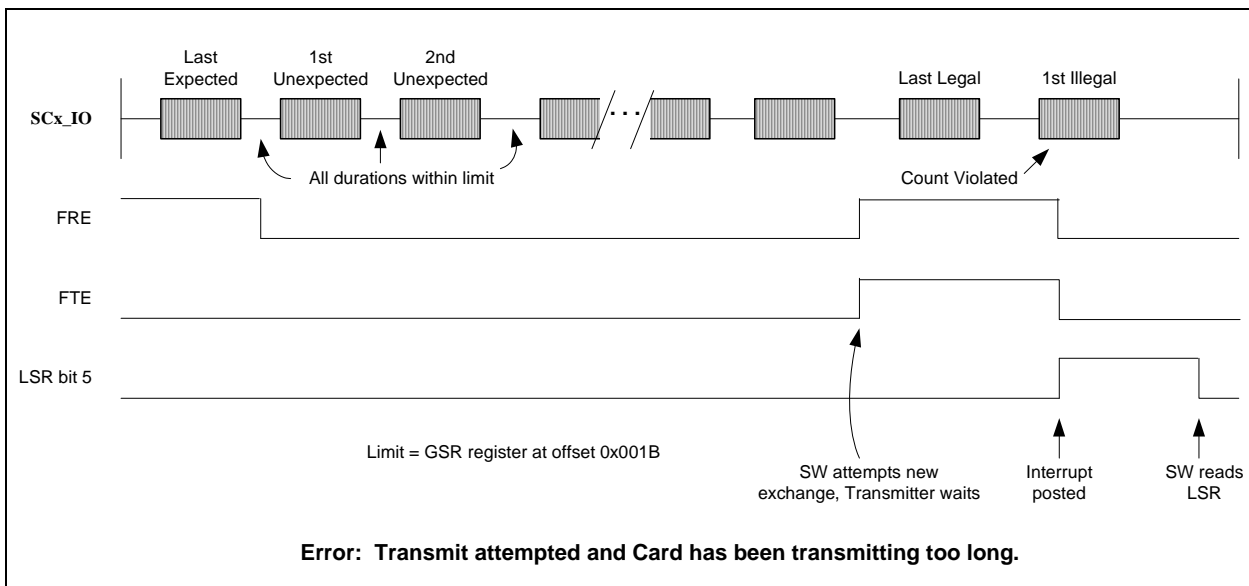 Last
Expected
1st
Unexpected
2nd
Unexpected
Last Legal
1st Illegal
SCx_IO
...
All durations within limit
Count Violated
FRE
FTE
LSR bit 5
Limit = GSR register at offset 0x001B
SW attempts new
exchange, Transmitter waits
Interrupt
posted
SW reads
LSR
Error: Transmit attempted and Card has been transmitting too long.